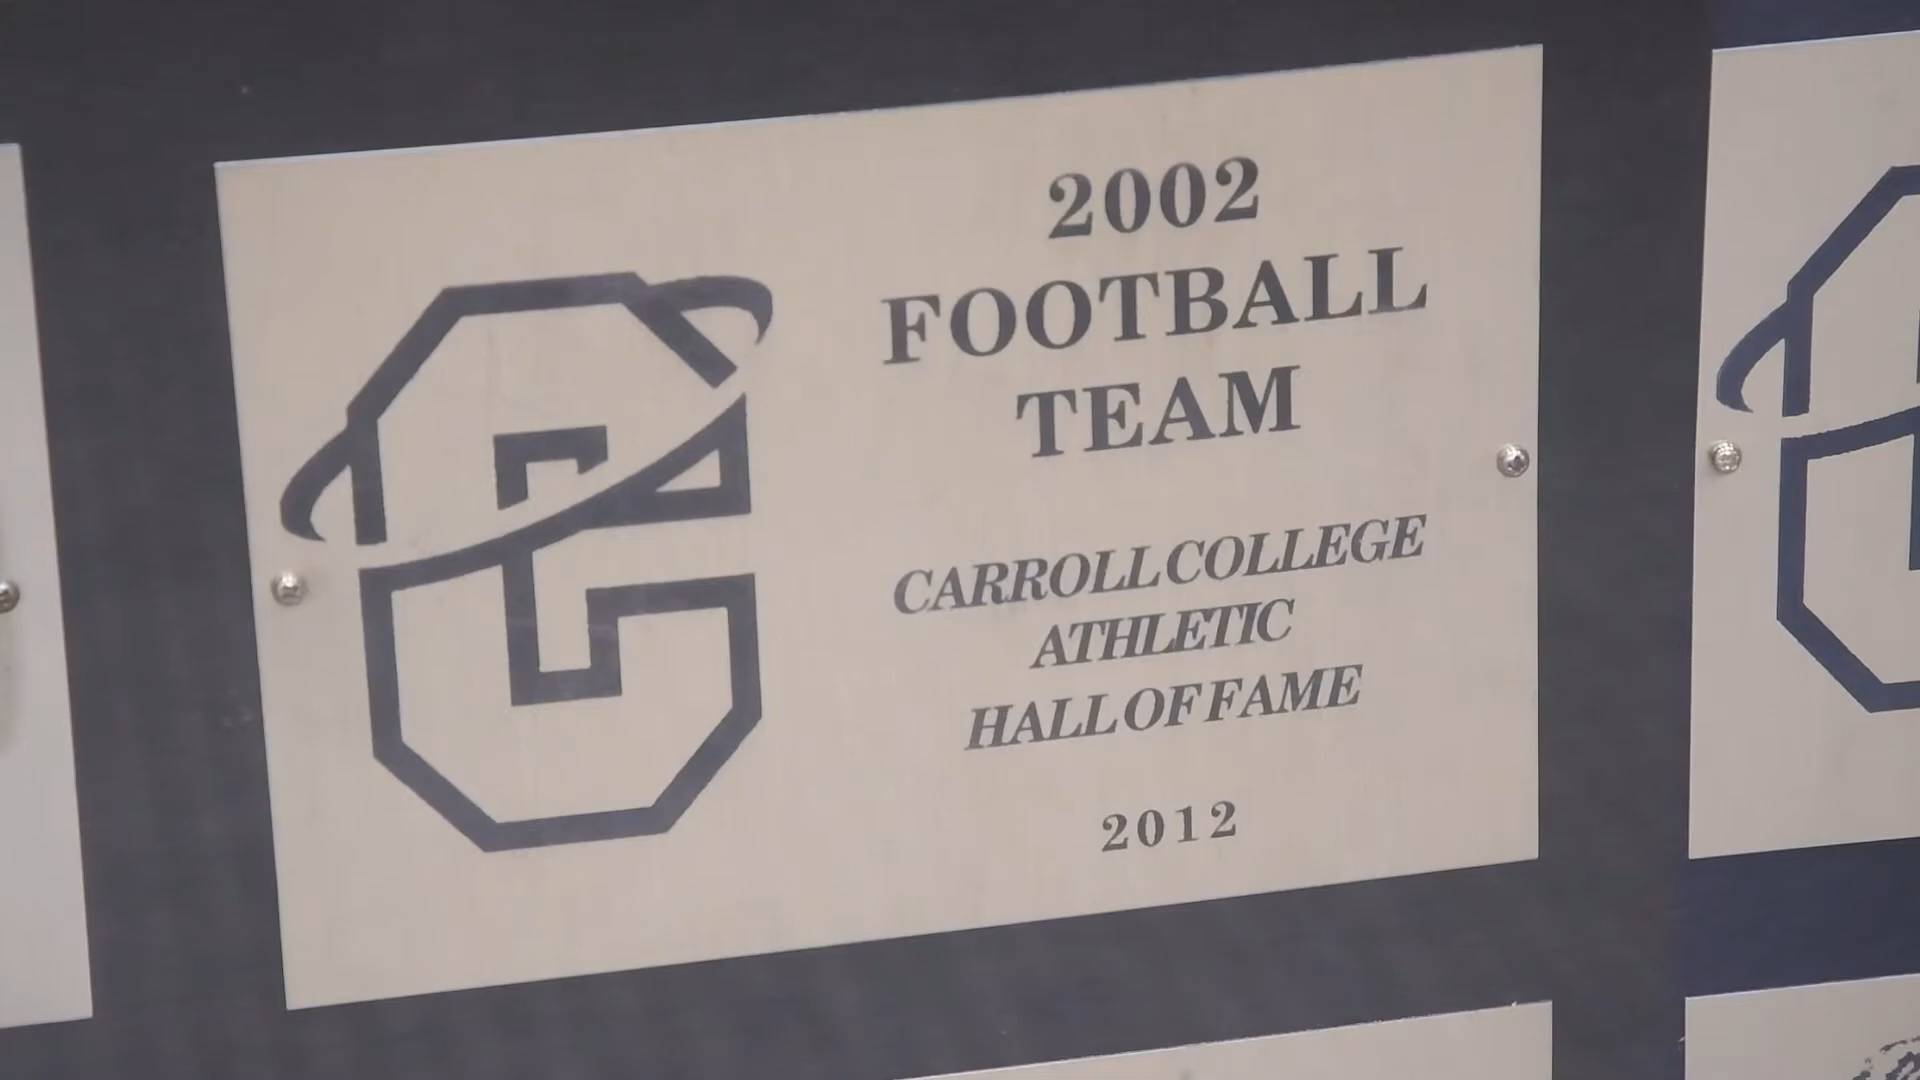 2002
FOOTBALL
TEAM
CARROLL COLLEGE
ATHLETIC
HALL OF FAME
2012